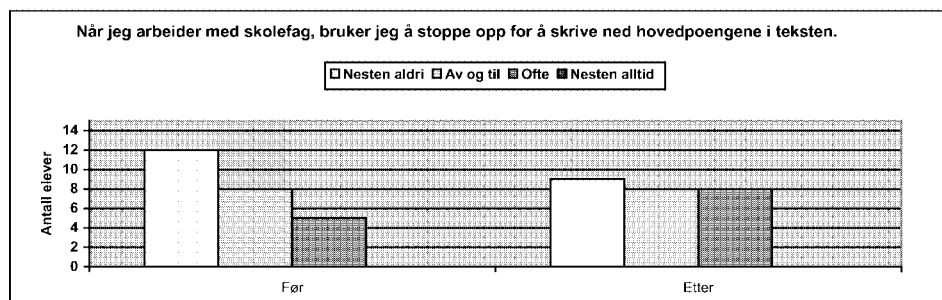 Når jeg arbeider med skolefag, bruker jeg å stoppe opp for å skrive ned hovedpoengene i teksten.
Nesten aldri Av og til Ofte Nesten alltid
Antall elever
14
12
10
8
6
4
2
0
Før Etter